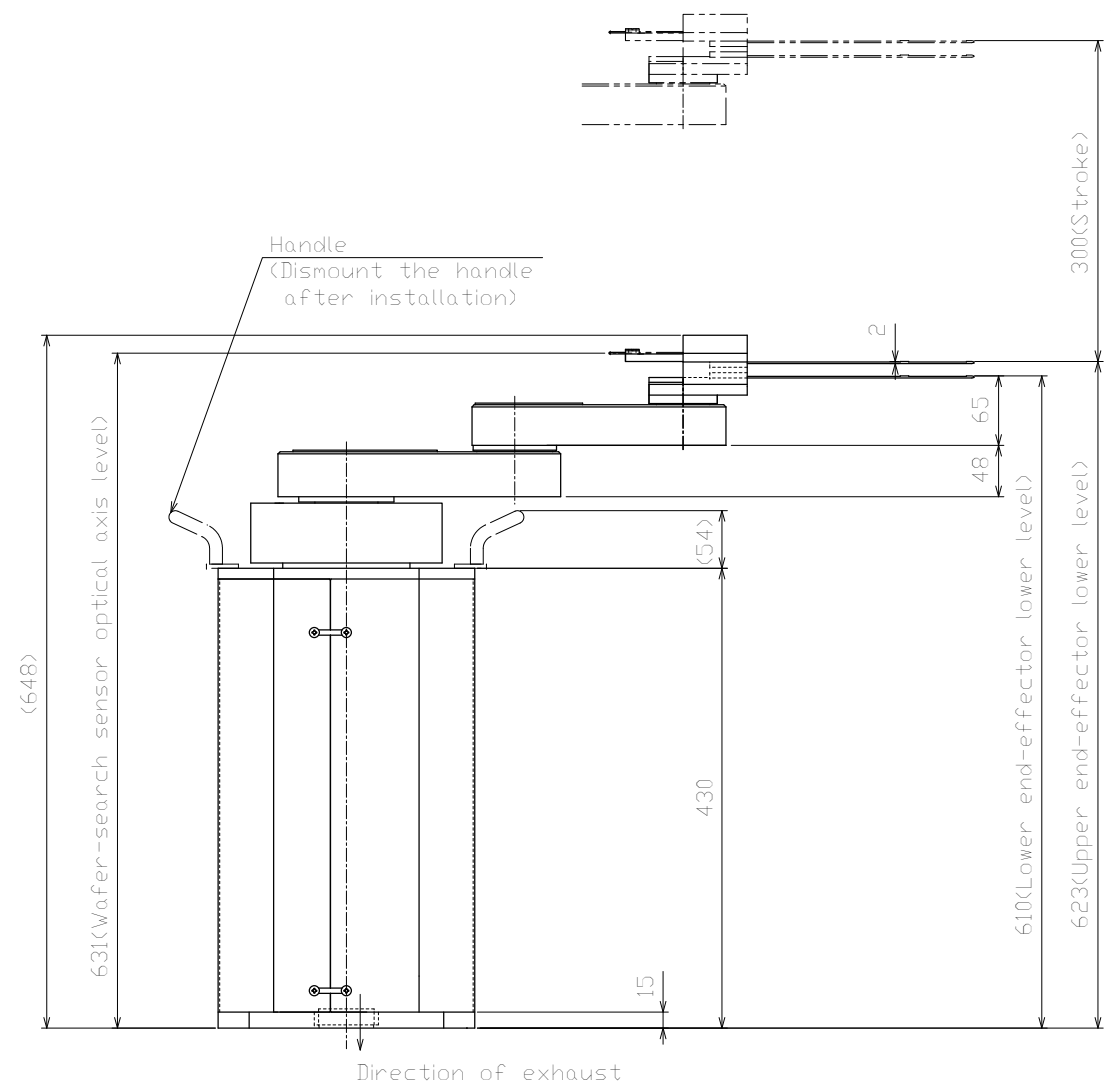 300(Stroke)
Handle
(Dismount the handle
after installation)
2
65
48
(54)
(648)
631(Wafer-search sensor optical axis level)
430
610(Lower end-effector lower level)
623(Upper end-effector lower level)
15
Direction of exhaust